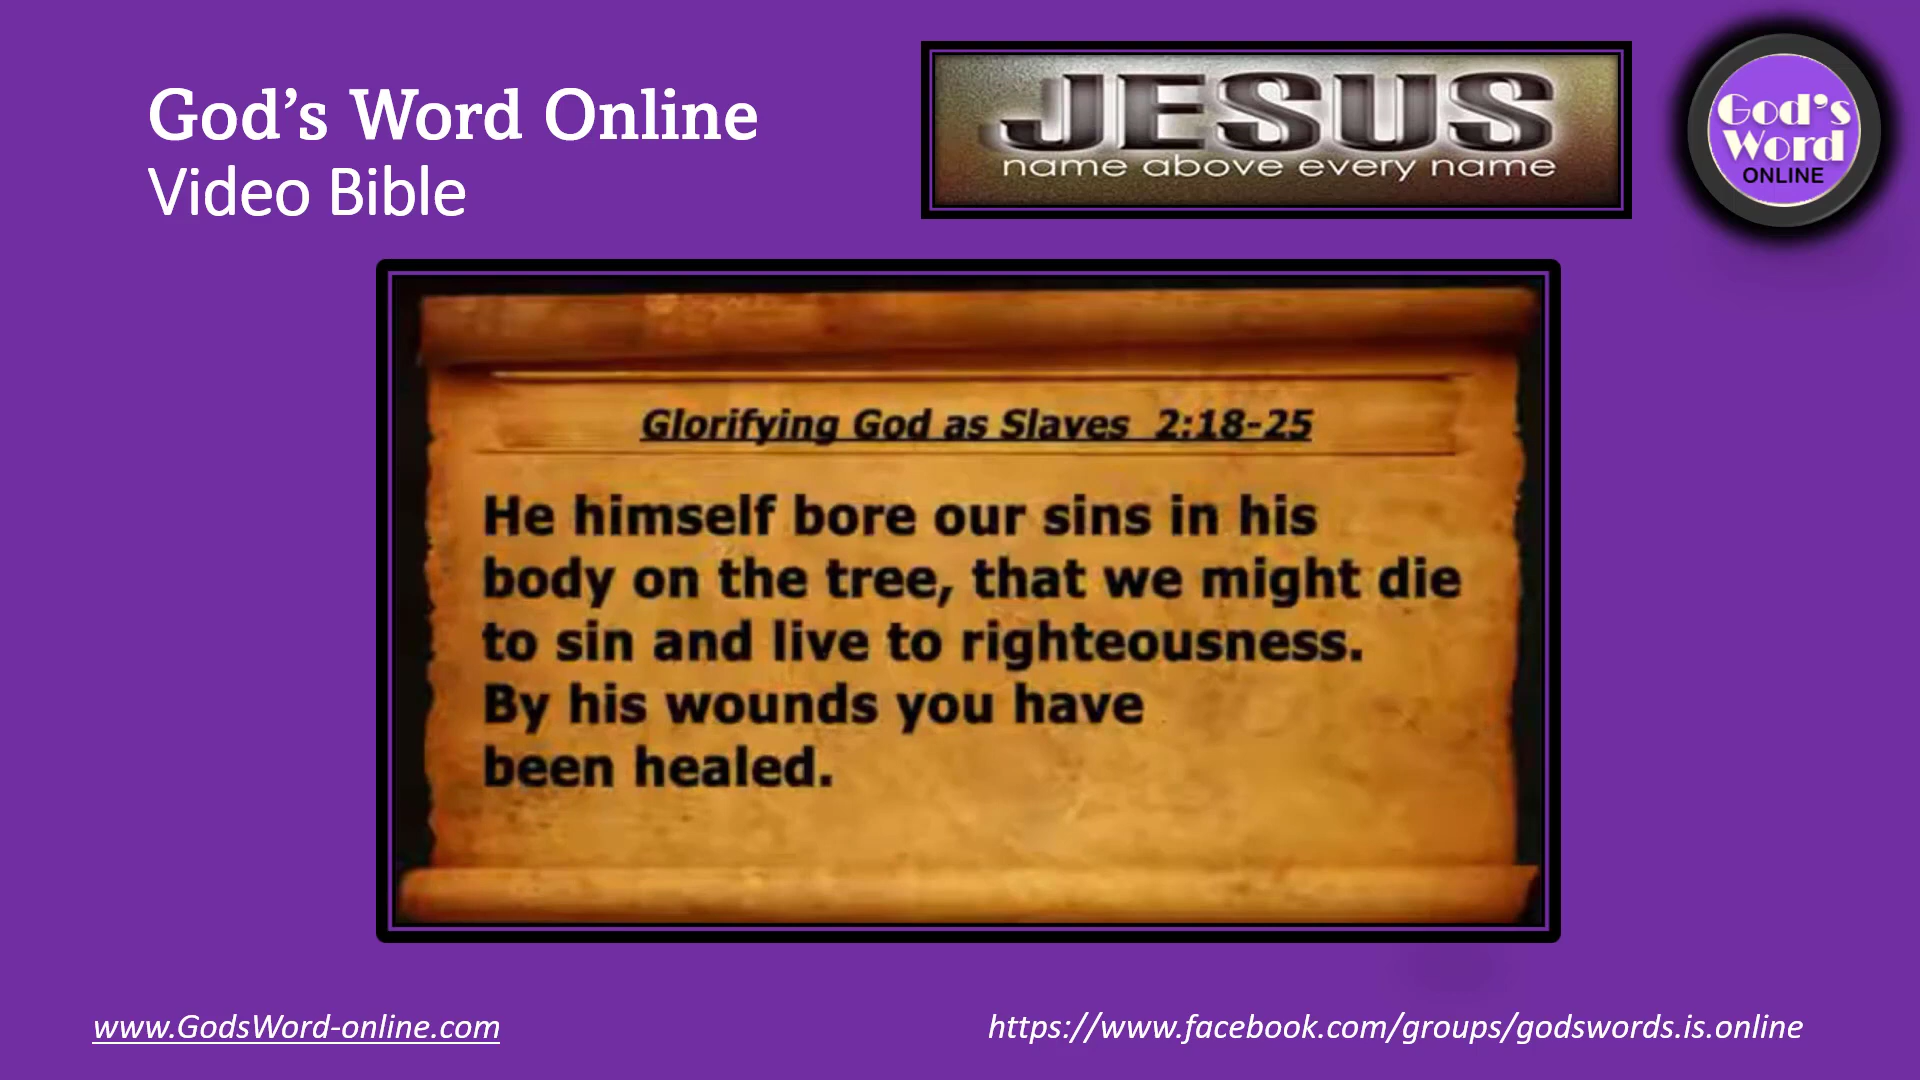 God's Word Online
Video Bible
JESUS
name above every name
God's
Word
ONLINE
Glorifying God as Slaves  2:18-25
He himself bore our sins in his
body on the tree, that we might die
to sin and live to righteousness.
By his wounds you have
been healed.
www.GodsWord-online.com
https://www.facebook.com/groups/godswords.is.online